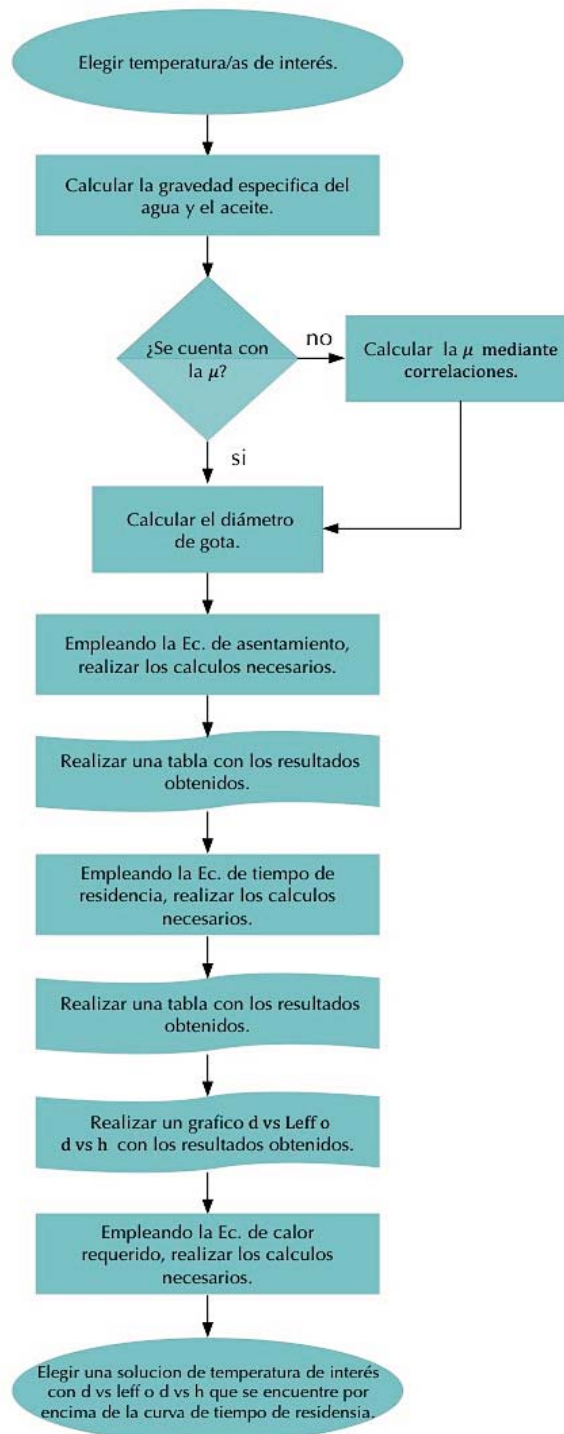 Elegir temperatura/as de interés.
Calcular la gravedad especifica del
agua y el aceite.
¿Se cuenta con
la μ?
no
Calcular la μ mediante
correlaciones.
si
Calcular el diámetro
de gota.
Empleando la Ec. de asentamiento,
realizar los calculos necesarios.
Realizar una tabla con los resultados
obtenidos.
Empleando la Ec. de tiempo de
residencia, realizar los calculos
necesarios.
Realizar una tabla con los resultados
obtenidos.
Realizar un grafico d vs Leff o
d vs h con los resultados obtenidos.
Empleando la Ec. de calor
requerido, realizar los calculos
necesarios.
Elegir una solucion de temperatura de interés
con d vs leff o d vs h que se encuentre por
encima de la curva de tiempo de residensia.